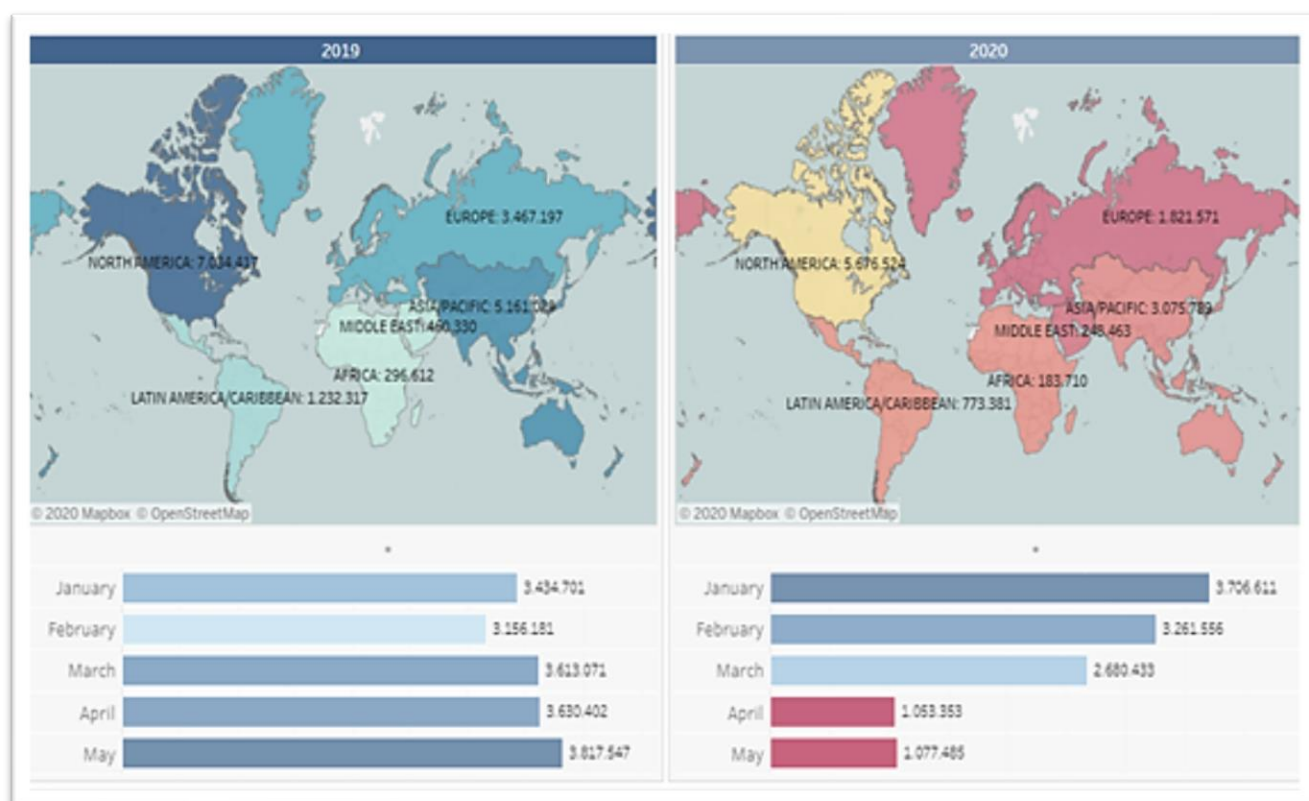 2019
EUROPE: 3.467.197
NORTH AMERICA: 7.034.417
ASIA/PACIFIC: 5.161.029
MIDDLE EAST: 460.330
AFRICA: 296.612
LATIN AMERICA/CARIBBEAN: 1.232.317
© 2020 Mapbox © OpenStreetMap
January 3.434.701
February 3.156.181
March 3.613.071
April 3.630.402
May 3.817.547
2020
EUROPE: 1.821.571
NORTH AMERICA: 5.676.524
ASIA/PACIFIC: 3.075.789
MIDDLE EAST: 248.463
AFRICA: 183.710
LATIN AMERICA/CARIBBEAN: 773.381
© 2020 Mapbox © OpenStreetMap
January 3.706.611
February 3.261.556
March 2.680.433
April 1.053.353
May 1.077.485